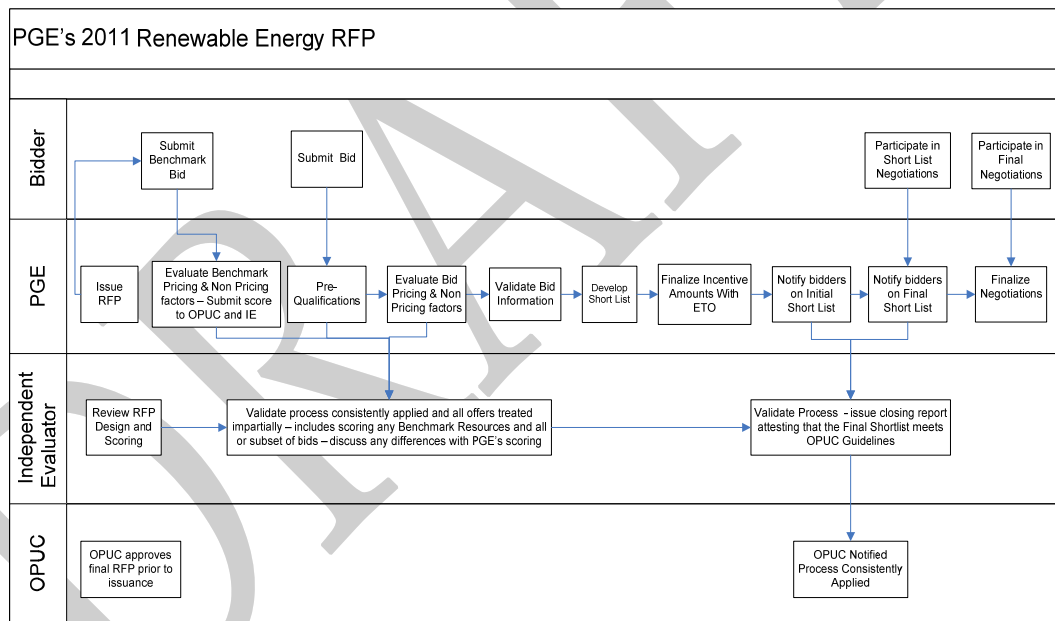 PGE's 2011 Renewable Energy RFP
Bidder
Submit
Benchmark
Bid
Submit Bid
Participate in
Short List
Negotiations
Participate in
Final
Negotiations
PGE
Issue
RFP
Evaluate Benchmark
Pricing & Non Pricing
factors – Submit score
to OPUC and IE
Pre-
Qualifications
Evaluate Bid
Pricing & Non
Pricing factors
Validate Bid
Information
Develop
Short List
Finalize Incentive
Amounts With
ETO
Notify bidders
on Initial
Short List
Notify bidders
on Final
Short List
Finalize
Negotiations
Independent
Evaluator
Review RFP
Design and
Scoring
Validate process consistently applied and all offers treated
impartially – includes scoring any Benchmark Resources and all
or subset of bids – discuss any differences with PGE's scoring
Validate Process - issue closing report
attesting that the Final Shortlist meets
OPUC Guidelines
OPUC
OPUC approves
final RFP prior to
issuance
OPUC Notified
Process Consistently
Applied
DRAFT